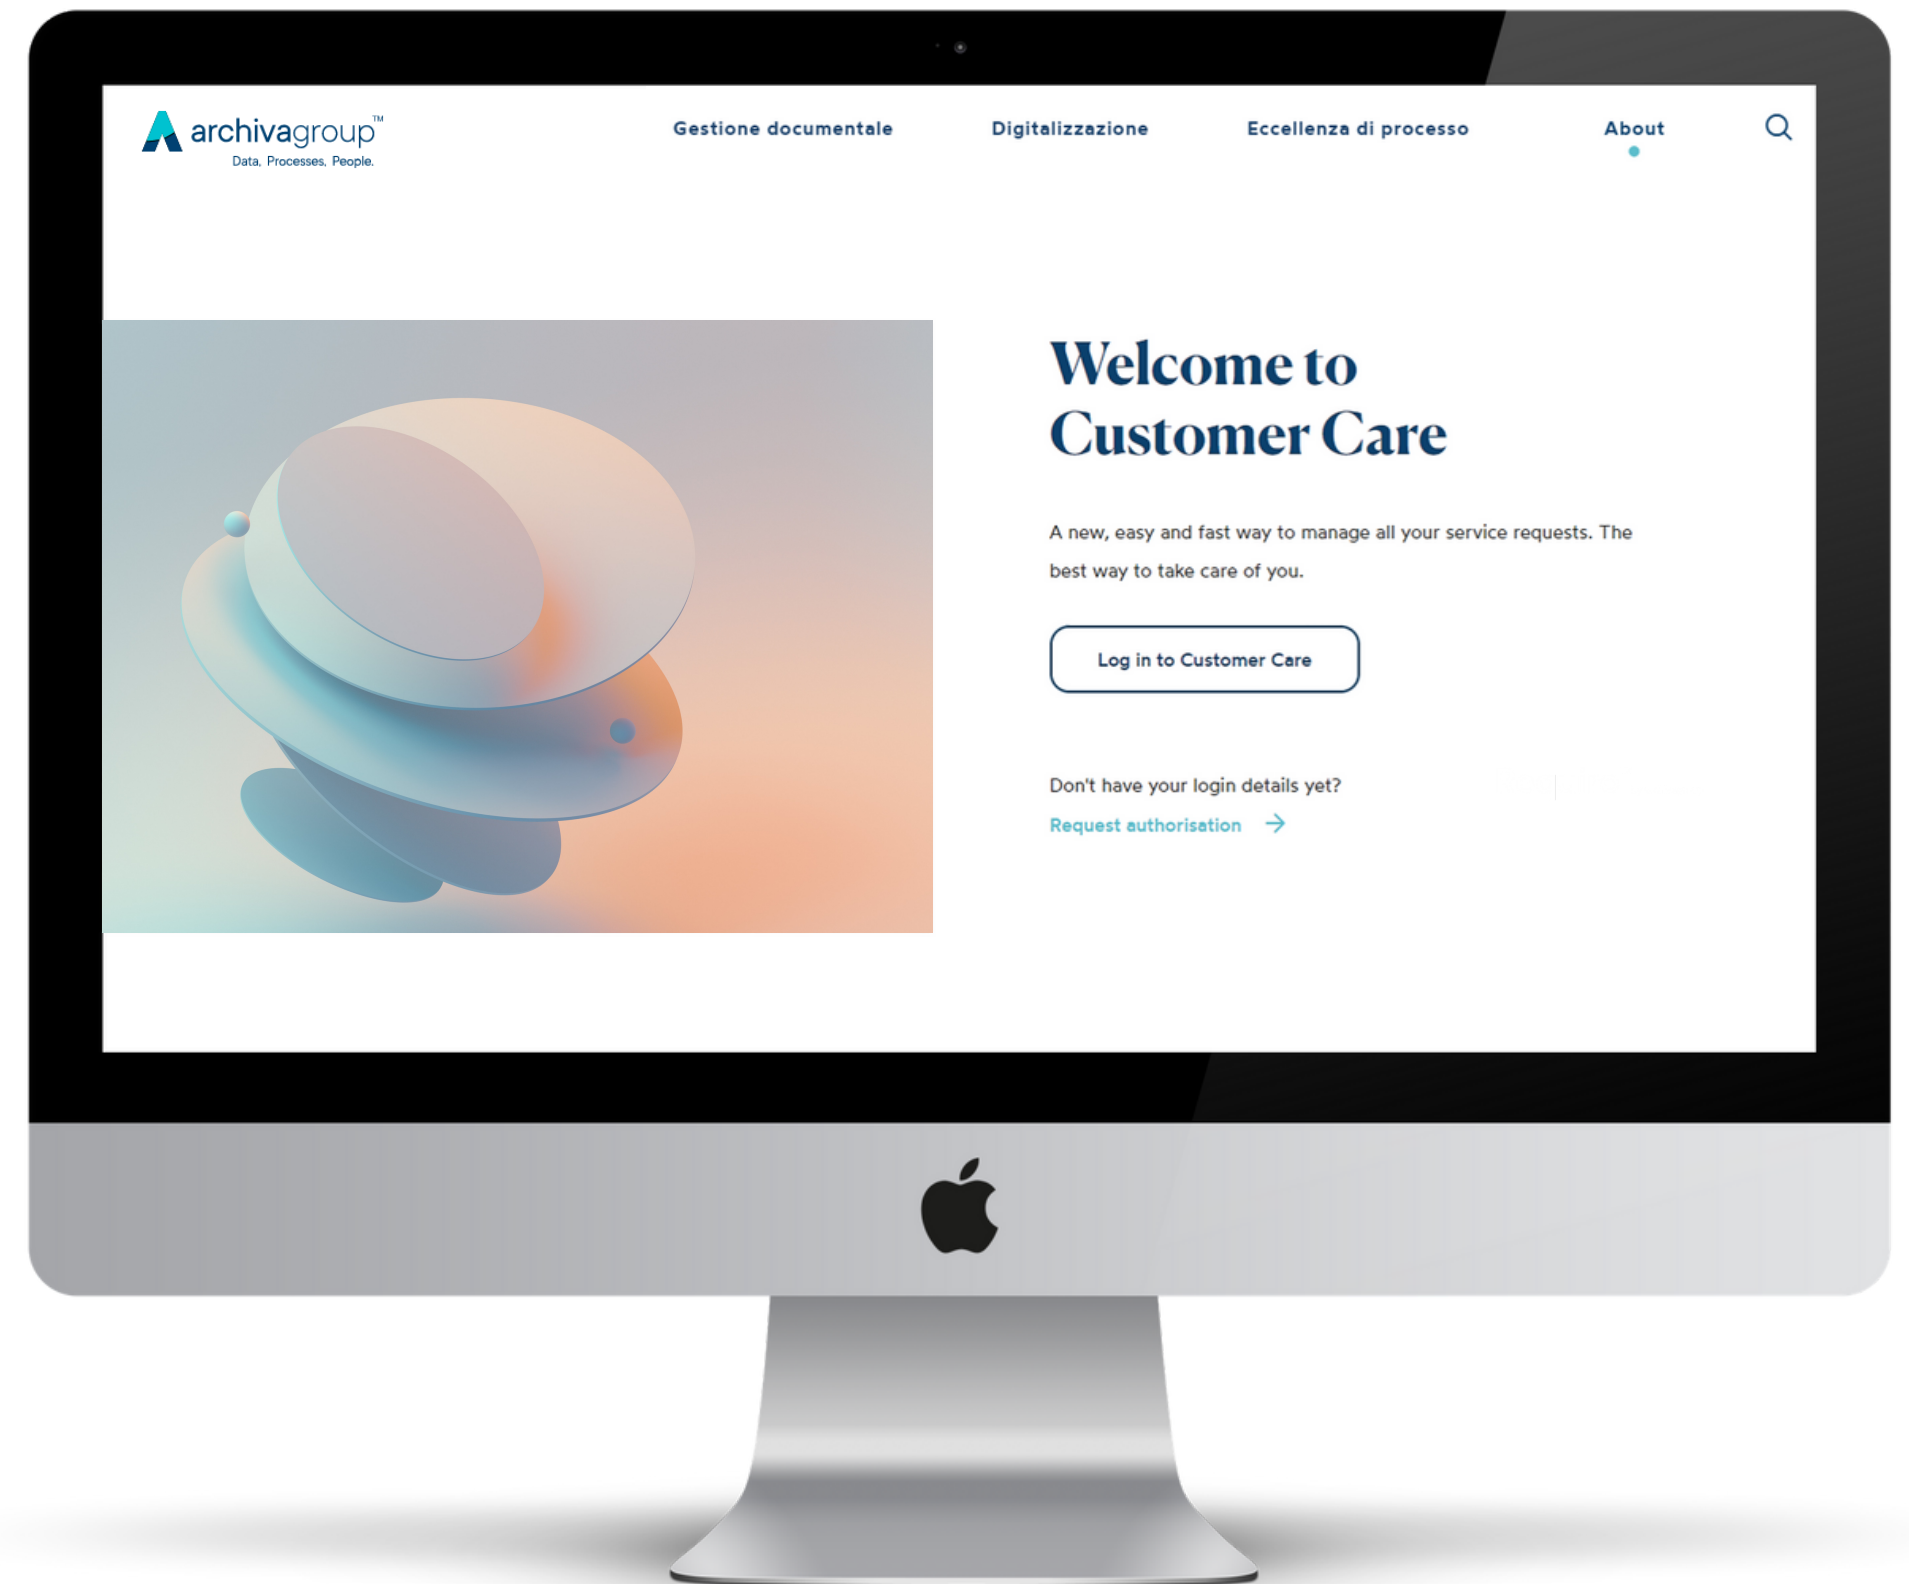 archivagroup™
Data, Processes, People.
Gestione documentale
Digitalizzazione
Eccellenza di processo
About
Welcome to
Customer Care
A new, easy and fast way to manage all your service requests. The
best way to take care of you.
Log in to Customer Care
Don't have your login details yet?
Request authorisation